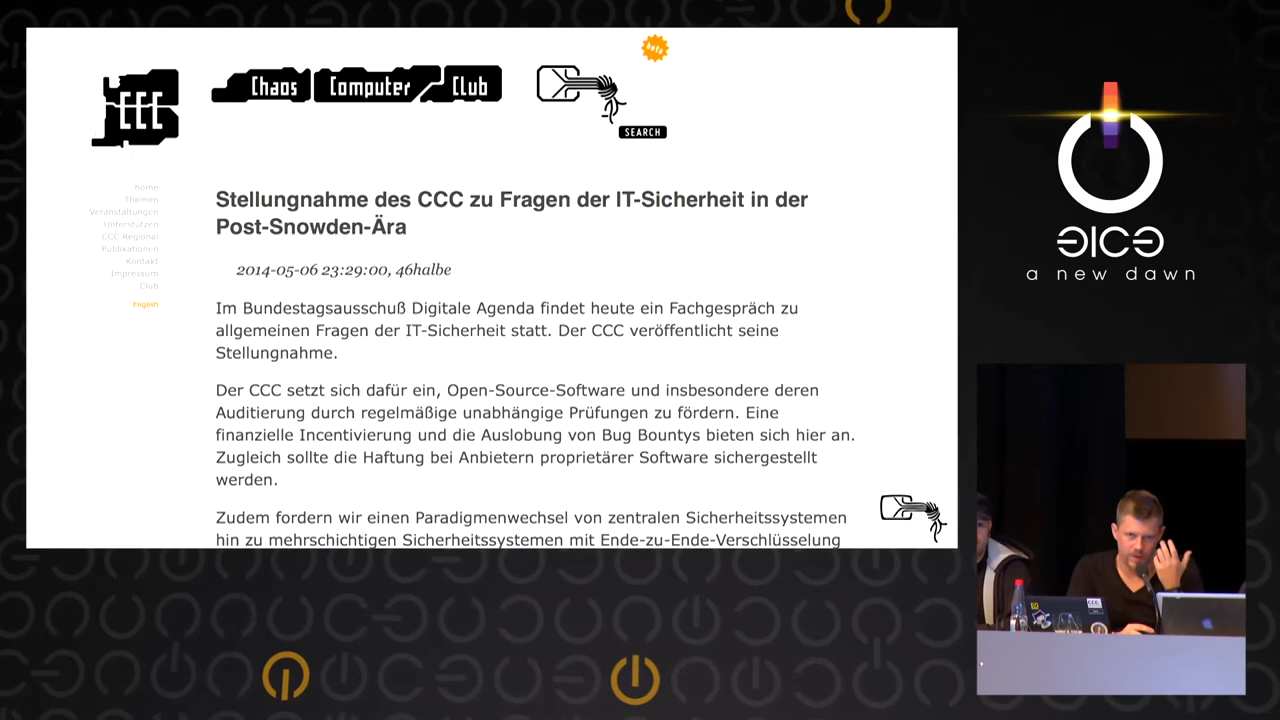 beta
CCC
Chaos Computer Club
SEARCH
home
Themen
Veranstaltungen
Unterstützen
CCC Regional
Publikationen
Kontakt
Impressum
Club
English
Stellungnahme des CCC zu Fragen der IT-Sicherheit in der
Post-Snowden-Ära
2014-05-06 23:29:00, 46halbe
Im Bundestagsausschuß Digitale Agenda findet heute ein Fachgespräch zu
allgemeinen Fragen der IT-Sicherheit statt. Der CCC veröffentlicht seine
Stellungnahme.
Der CCC setzt sich dafür ein, Open-Source-Software und insbesondere deren
Auditierung durch regelmäßige unabhängige Prüfungen zu fördern. Eine
finanzielle Incentivierung und die Auslobung von Bug Bountys bieten sich hier an.
Zugleich sollte die Haftung bei Anbietern proprietärer Software sichergestellt
werden.
Zudem fordern wir einen Paradigmenwechsel von zentralen Sicherheitssystemen
hin zu mehrschichtigen Sicherheitssystemen mit Ende-zu-Ende-Verschlüsselung
a new dawn